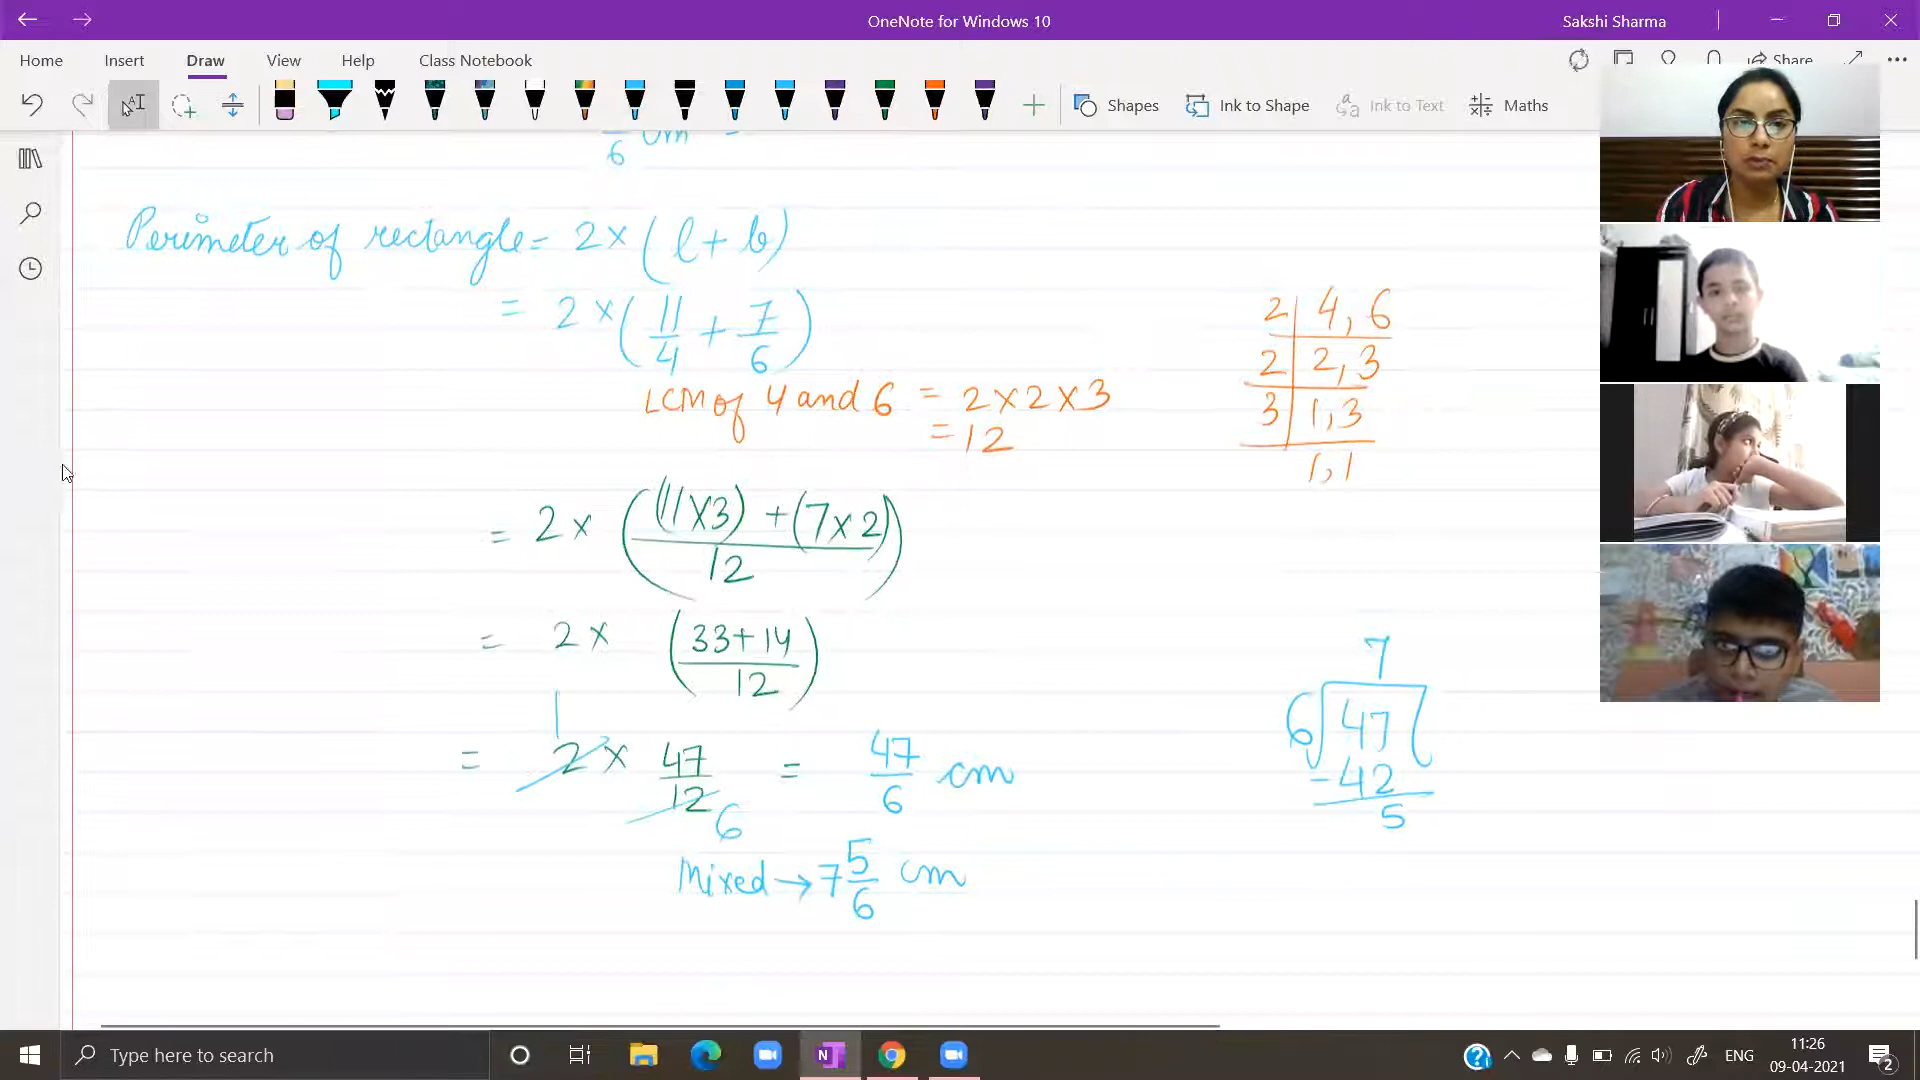 OneNote for Windows 10
Sakshi Sharma
Home Insert Draw View Help Class Notebook
Share
Shapes Ink to Shape Ink to Text Maths
6 cm =
Perimeter of rectangle = 2 × (l + b)
= 2 × (11/4 + 7/6)
LCM of 4 and 6 = 2 × 2 × 3
= 12
2 | 4, 6
2 | 2, 3
3 | 1, 3
1, 1
= 2 × ((11×3) + (7×2) / 12)
= 2 × (33+14 / 12)
1
= 2 × 47/12 = 47/6 cm
6
Mixed → 7 5/6 cm
7
6 47
-42
5
Type here to search
ENG
11:26
09-04-2021
2